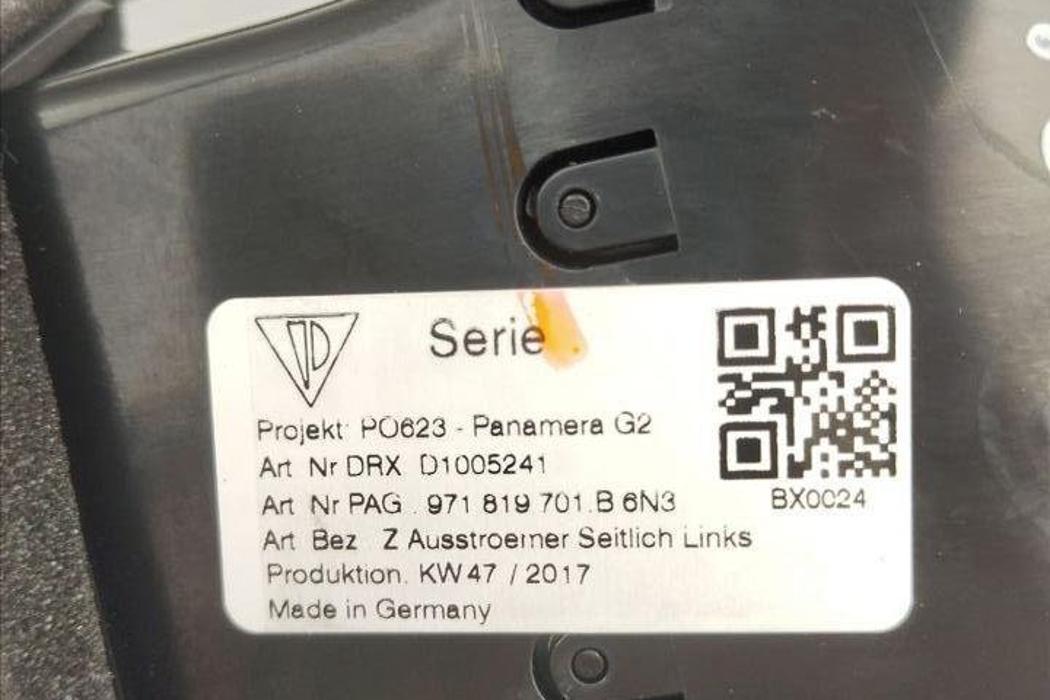 Serie
Projekt: PO623 - Panamera G2
Art Nr DRX D1005241
Art Nr PAG . 971 819 701.B 6N3
Art Bez Z Ausstroemer Seitlich Links
Produktion. KW 47 / 2017
Made in Germany
BX0024